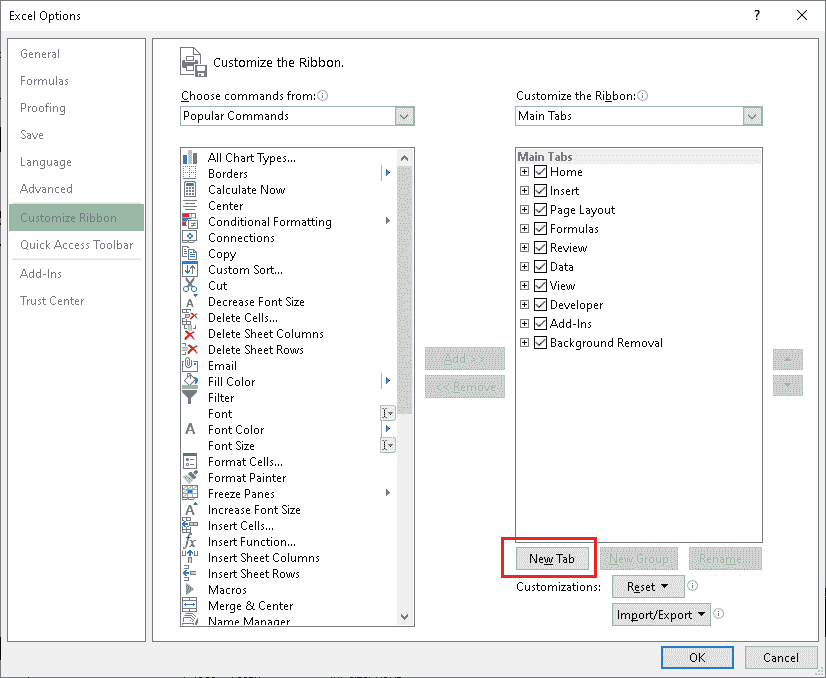 Excel Options
?
General
Formulas
Proofing
Save
Language
Advanced
Customize Ribbon
Quick Access Toolbar
Add-Ins
Trust Center
Customize the Ribbon.
Choose commands from:
Popular Commands
All Chart Types...
Borders
Calculate Now
Center
Conditional Formatting
Connections
Copy
Custom Sort...
Cut
Decrease Font Size
Delete Cells...
Delete Sheet Columns
Delete Sheet Rows
Email
Fill Color
Filter
Font
Font Color
Font Size
Format Cells...
Format Painter
Freeze Panes
Increase Font Size
Insert Cells...
Insert Function...
Insert Sheet Columns
Insert Sheet Rows
Macros
Merge & Center
Name Manager
Add >>
<< Remove
Customize the Ribbon:
Main Tabs
Main Tabs
Home
Insert
Page Layout
Formulas
Review
Data
View
Developer
Add-Ins
Background Removal
New Tab
New Group
Rename...
Customizations:
Reset
Import/Export
OK
Cancel